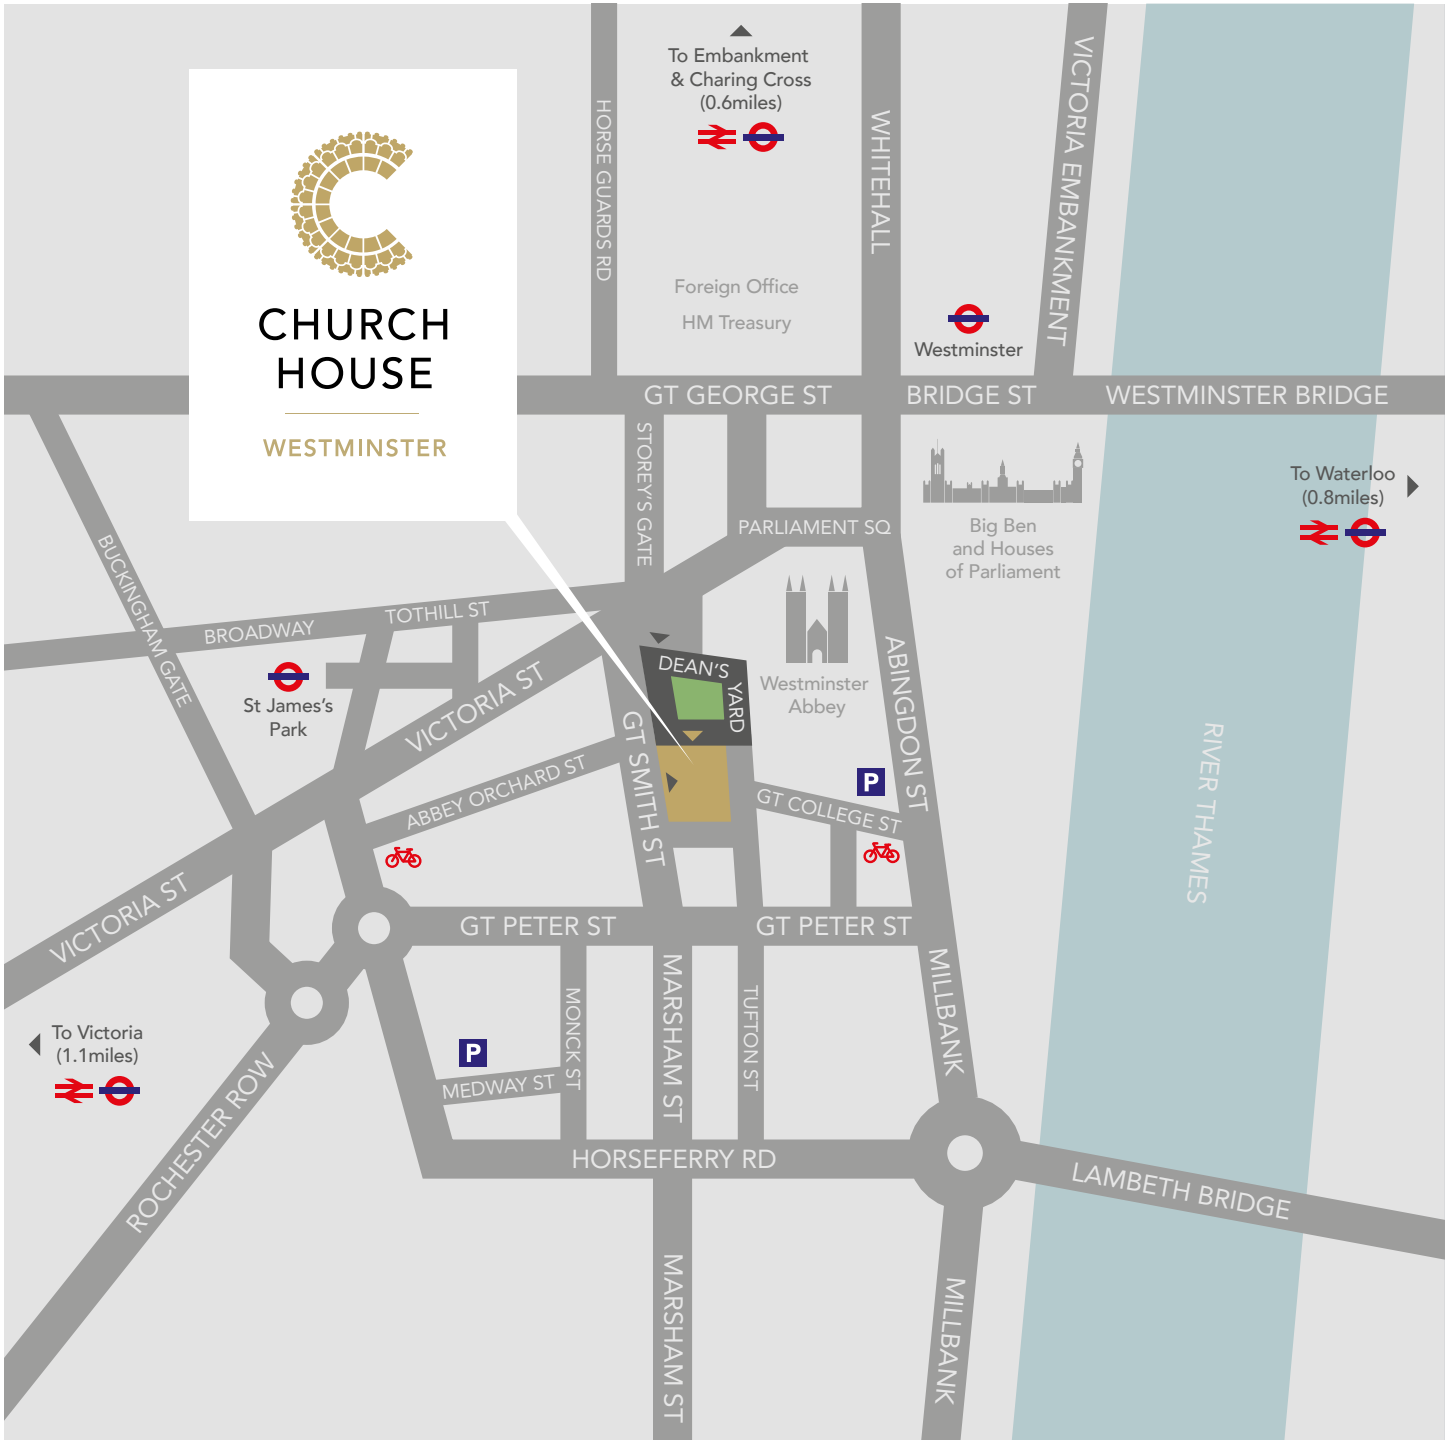 To Embankment
& Charing Cross
(0.6miles)
HORSE GUARDS RD
WHITEHALL
VICTORIA EMBANKMENT
CHURCH
HOUSE
WESTMINSTER
Foreign Office
HM Treasury
Westminster
GT GEORGE ST
BRIDGE ST
WESTMINSTER BRIDGE
STOREY'S GATE
PARLIAMENT SQ
Big Ben
and Houses
of Parliament
To Waterloo
(0.8miles)
BUCKINGHAM GATE
BROADWAY
TOTHILL ST
St James's
Park
VICTORIA ST
DEAN'S
YARD
Westminster
Abbey
ABINGDON ST
GT SMITH ST
ABBEY ORCHARD ST
P
GT COLLEGE ST
RIVER THAMES
VICTORIA ST
GT PETER ST
GT PETER ST
MONCK ST
MARSHAM ST
TUFTON ST
MILLBANK
To Victoria
(1.1miles)
P
MEDWAY ST
ROCHESTER ROW
HORSEFERRY RD
LAMBETH BRIDGE
MARSHAM ST
MILLBANK